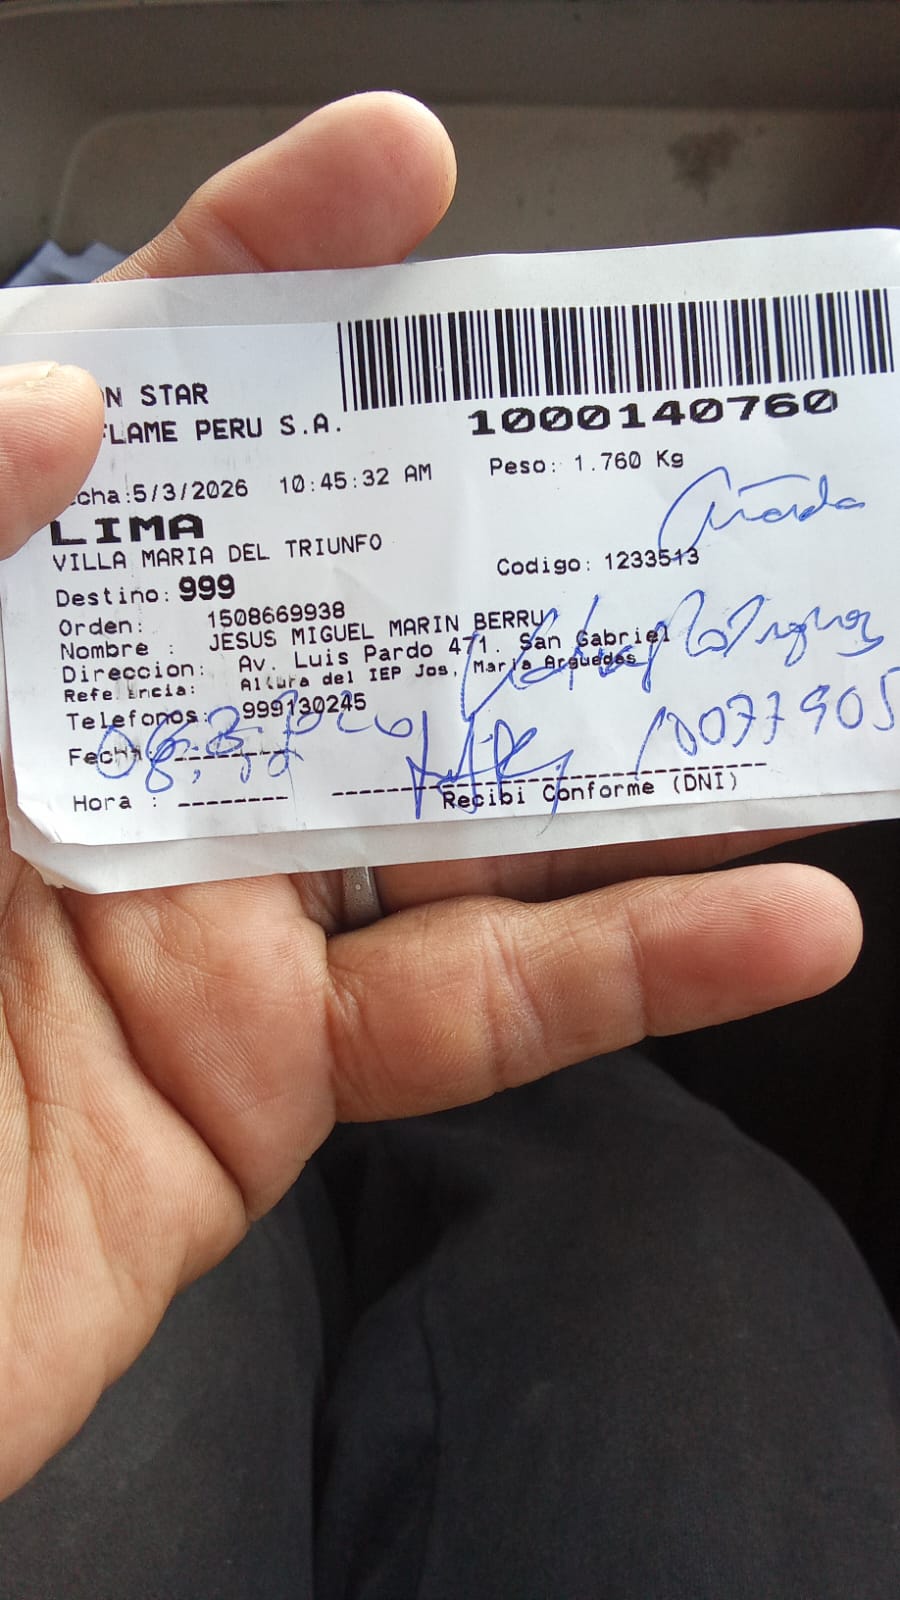 N STAR
FLAME PERU S.A.
1000140760
cha:5/3/2026 10:45:32 AM
Peso: 1.760 Kg
LIMA
VILLA MARIA DEL TRIUNFO
Codigo: 1233513
Destino: 999
Orden: 1508669938
Nombre : JESUS MIGUEL MARIN BERRU
Direccion: Av. Luis Pardo 471. San Gabriel
Refe encia: Altura del IEP Jos, Maria Arguedas
Telefonos: 999130245
Fecha
Hora :
Recibi Conforme (DNI)